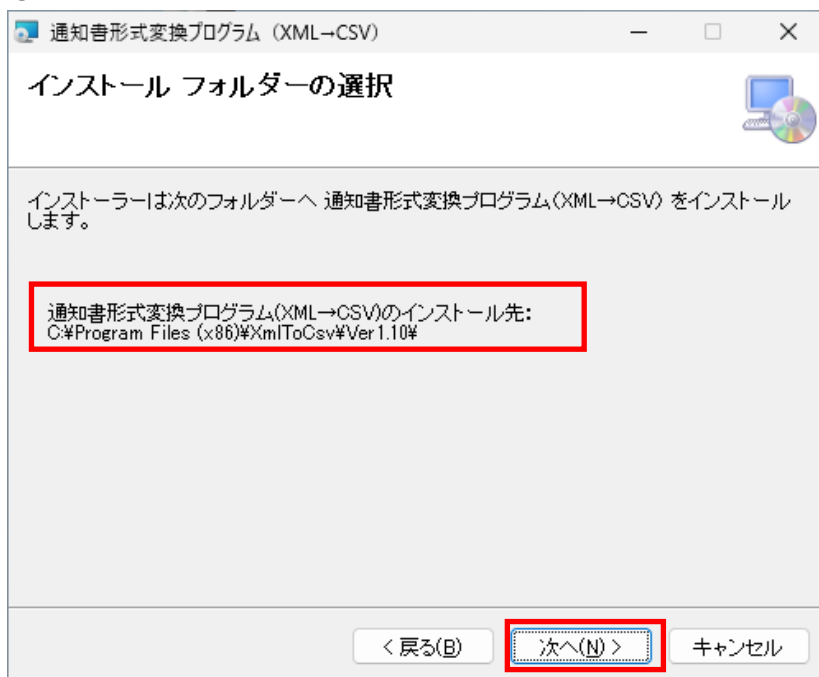 通知書形式変換プログラム (XML→CSV)
インストール フォルダーの選択
インストーラーは次のフォルダーへ 通知書形式変換プログラム(XML→CSV) をインストール
します。
通知書形式変換プログラム(XML→CSV)のインストール先:
C:¥Program Files (x86)¥XmlToCsv¥Ver1.10¥
< 戻る(B)
次へ(N) >
キャンセル